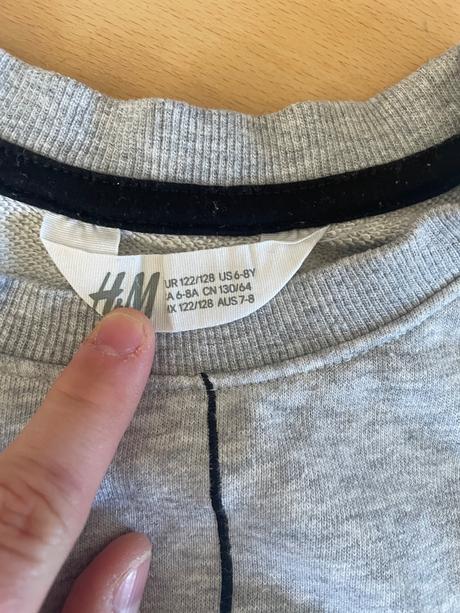 H&M
UR 122/128 US 6-8Y
A 6-8A CN 130/64
X 122/128 AUS 7-8